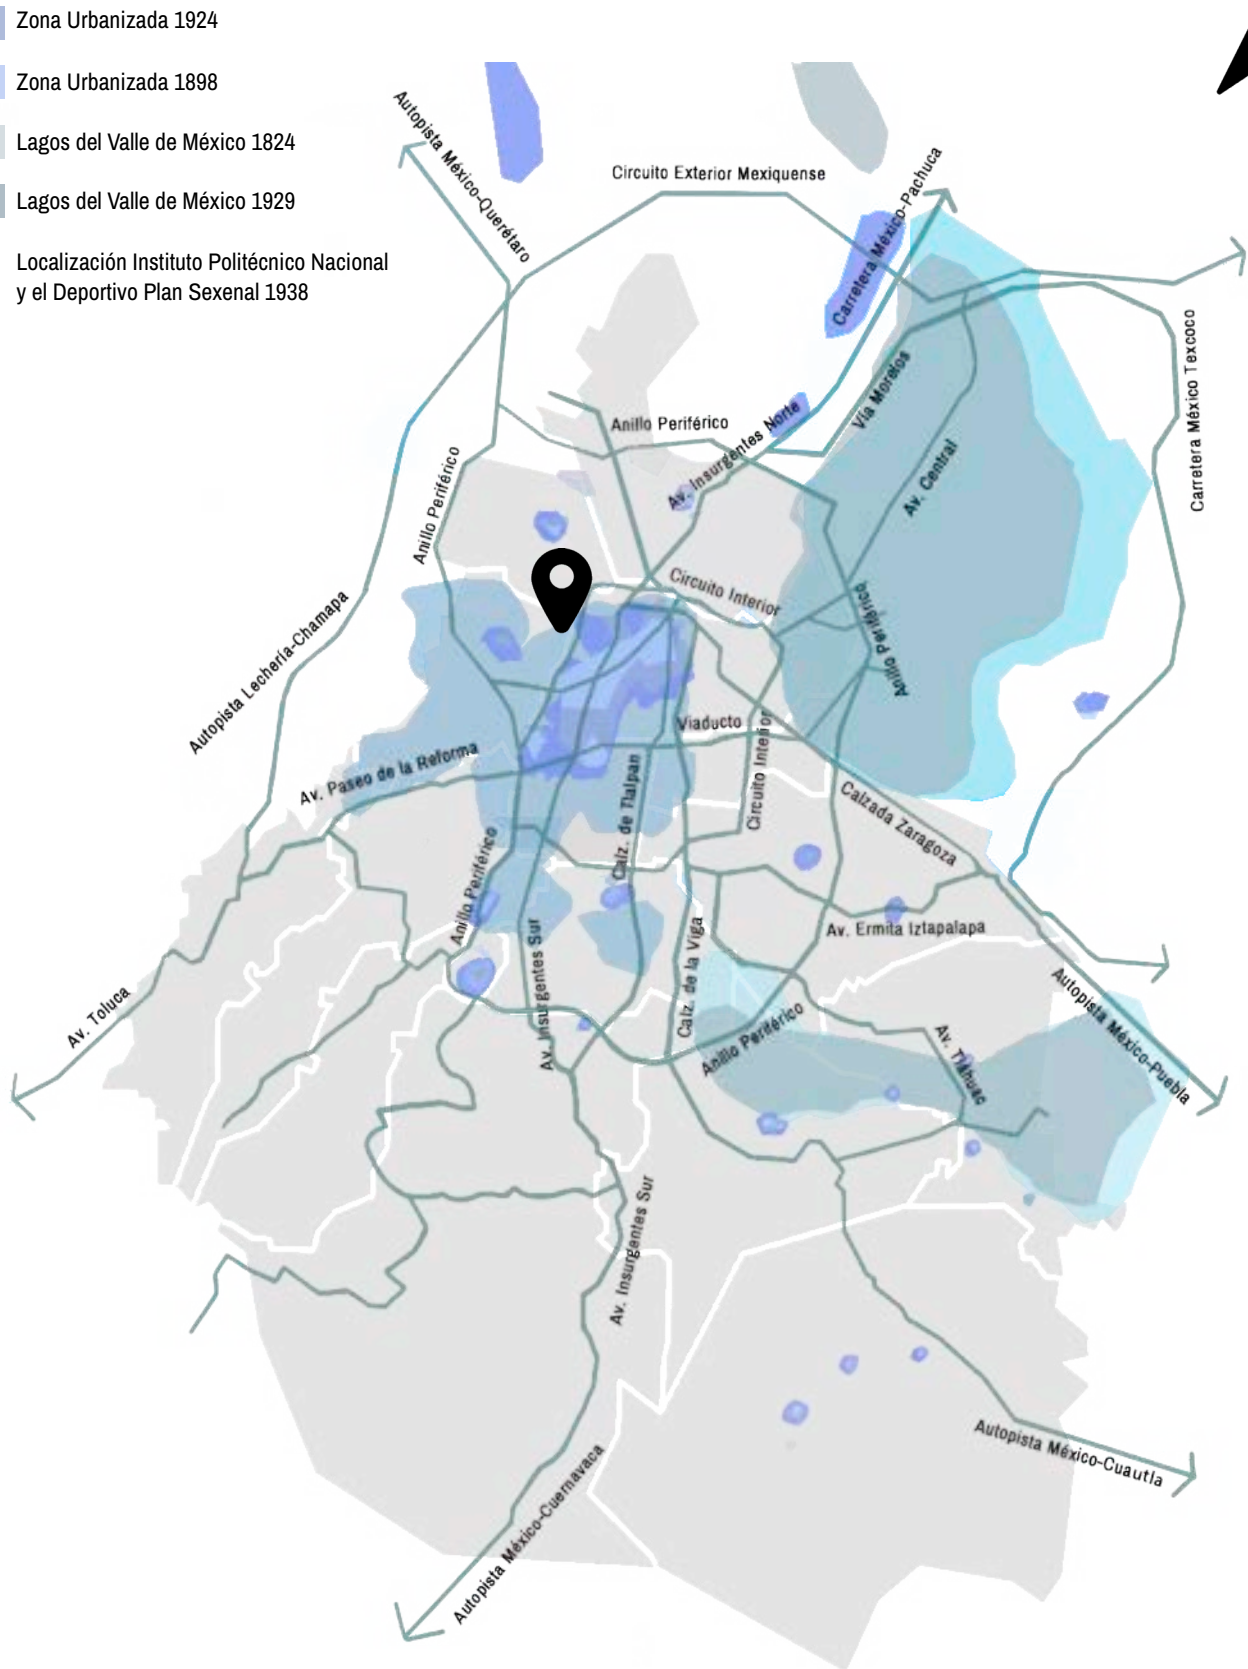 Zona Urbanizada 1924
Zona Urbanizada 1898
Lagos del Valle de México 1824
Lagos del Valle de México 1929
Localización Instituto Politécnico Nacional
y el Deportivo Plan Sexenal 1938
Autopista México-Querétaro
Circuito Exterior Mexiquense
Carretera México-Pachuca
Carretera México Texcoco
Vía Morelos
Anillo Periférico
Av. Insurgentes Norte
Av. Central
Anillo Periférico
Circuito Interior
Anillo Periférico
Autopista Lechería-Chamapa
Viaducto
Circuito Interior
Av. Paseo de la Reforma
Calz. de Tlalpan
Calzada Zaragoza
Anillo Periférico
Av. Ermita Iztapalapa
Calz. de la Viga
Av. Insurgentes Sur
Av. Toluca
Anillo Periférico
Av. Tláhuac
Autopista México-Puebla
Av. Insurgentes Sur
Autopista México-Cuautla
Autopista México-Cuernavaca